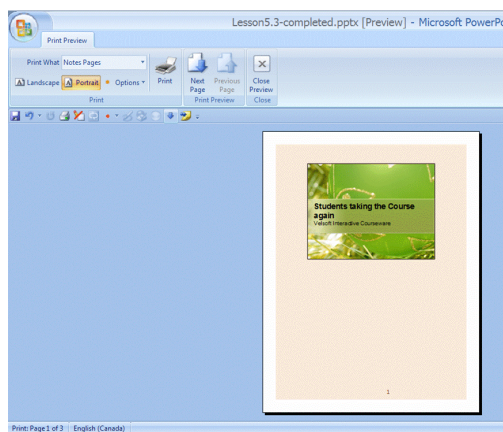 Lesson5.3-completed.pptx [Preview] - Microsoft PowerPo
Print Preview
Print What Notes Pages
Landscape Portrait Options
Print
Next Page
Previous Page
Close Preview
Print
Print Preview
Close
Students taking the Course
again
Velsoft Interactive Courseware
1
Print: Page 1 of 3 English (Canada)